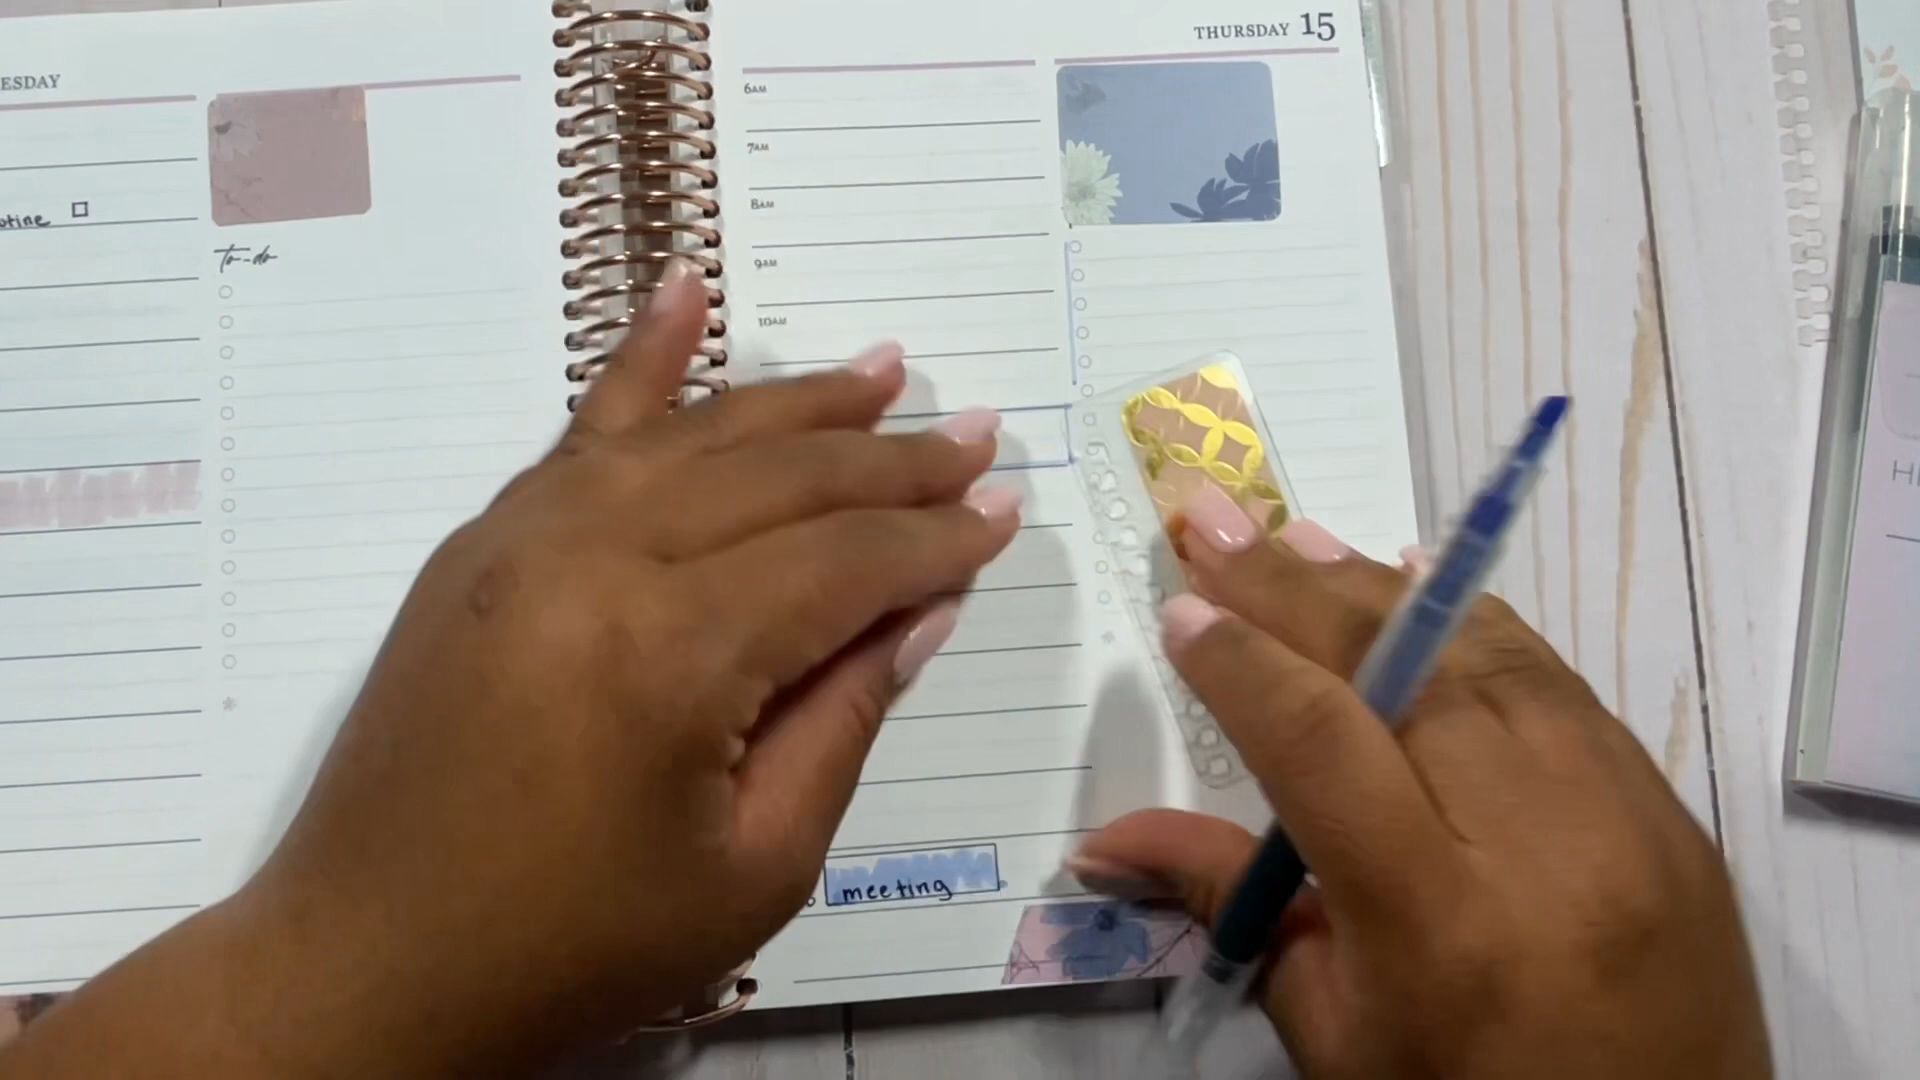 ESDAY
otine
to-do
THURSDAY 15
6AM
7AM
8AM
9AM
10AM
meeting
H